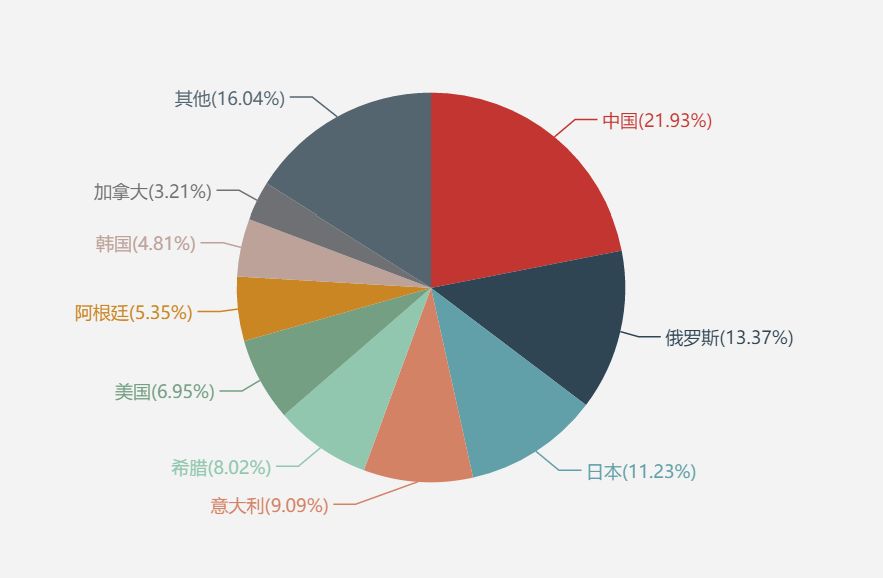 其他(16.04%)
中国(21.93%)
加拿大(3.21%)
韩国(4.81%)
阿根廷(5.35%)
俄罗斯(13.37%)
美国(6.95%)
希腊(8.02%)
日本(11.23%)
意大利(9.09%)